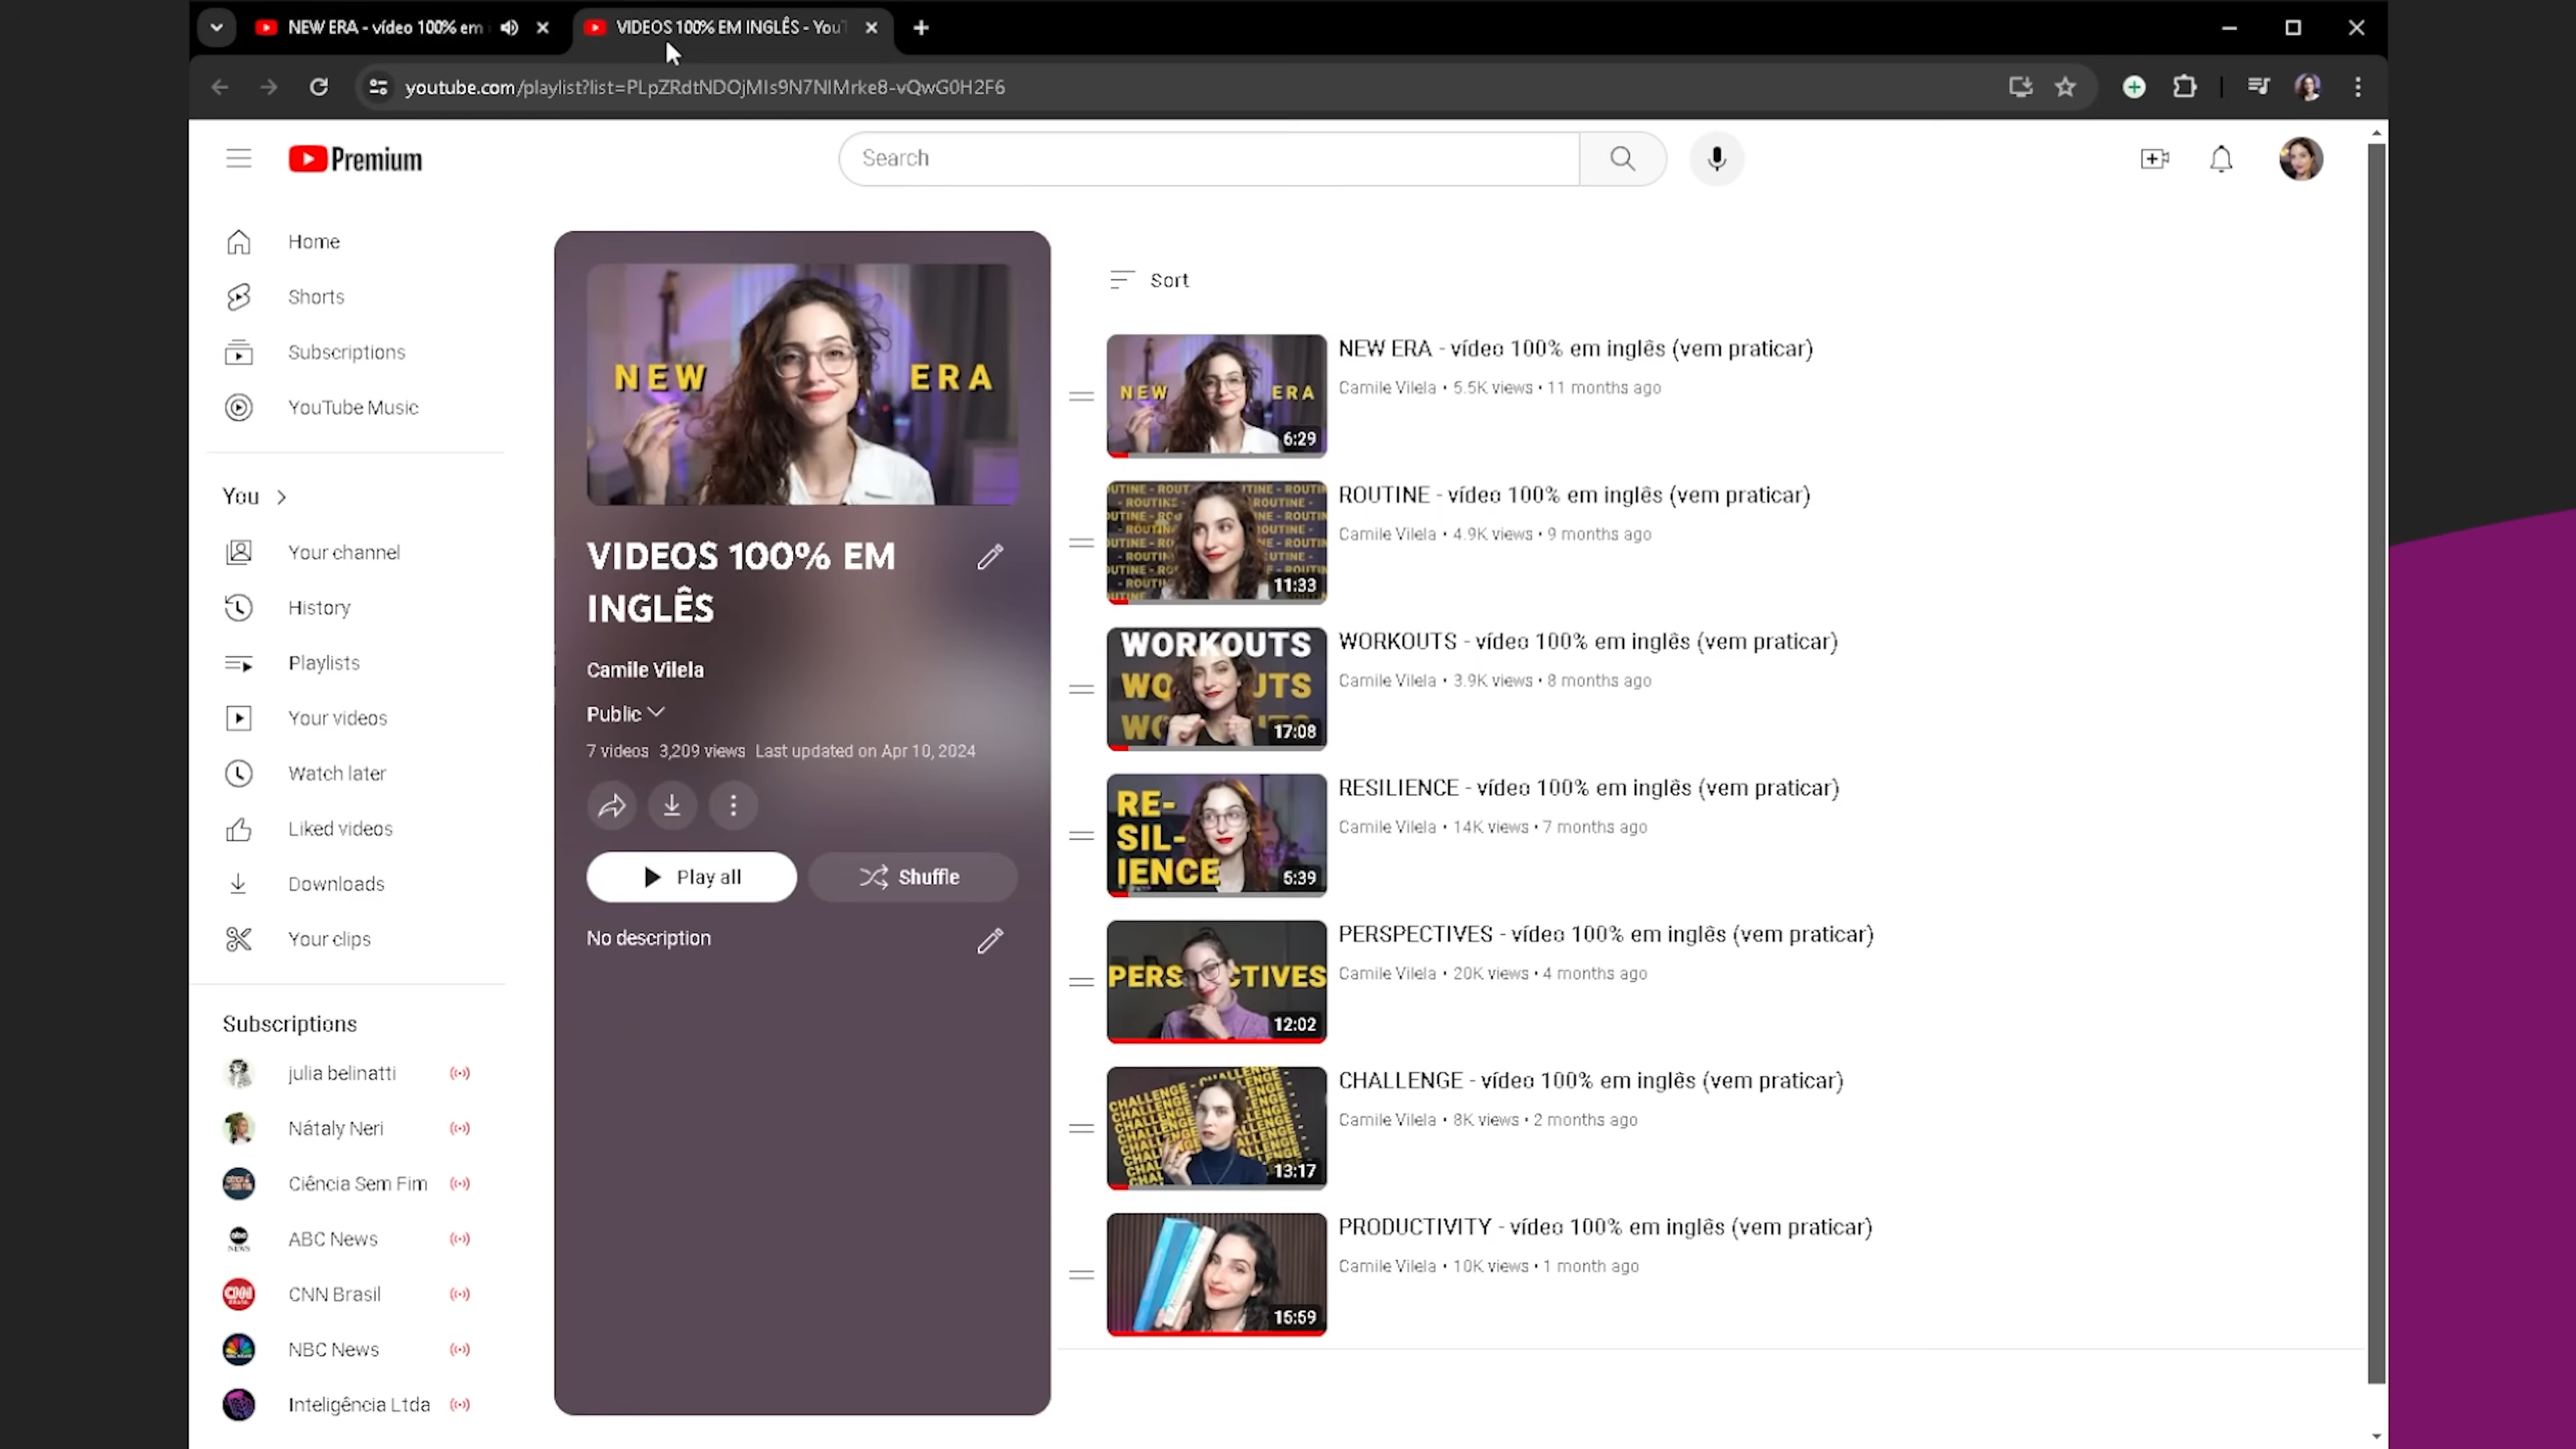 NEW ERA - vídeo 100% em
VIDEOS 100% EM INGLÊS - You
youtube.com/playlist?list=PLpZRdtNDOjMIs9N7NIMrke8-vQwG0H2F6
Premium
Search
Home
Shorts
Subscriptions
YouTube Music
You
Your channel
History
Playlists
Your videos
Watch later
Liked videos
Downloads
Your clips
Subscriptions
julia belinatti
Nátaly Neri
Ciência Sem Fim
ABC News
CNN Brasil
NBC News
Inteligência Ltda
NEW ERA
VIDEOS 100% EM
INGLÊS
Camile Vilela
Public
7 videos 3,209 views Last updated on Apr 10, 2024
Play all
Shuffle
No description
Sort
NEW ERA
6:29
NEW ERA - vídeo 100% em inglês (vem praticar)
Camile Vilela • 5.5K views • 11 months ago
11:33
ROUTINE - vídeo 100% em inglês (vem praticar)
Camile Vilela • 4.9K views • 9 months ago
WORKOUTS
17:08
WORKOUTS - vídeo 100% em inglês (vem praticar)
Camile Vilela • 3.9K views • 8 months ago
RE-
SIL-
IENCE
6:39
RESILIENCE - vídeo 100% em inglês (vem praticar)
Camile Vilela • 14K views • 7 months ago
PERS CTIVES
12:02
PERSPECTIVES - vídeo 100% em inglês (vem praticar)
Camile Vilela • 20K views • 4 months ago
CHALLENGE - CHALLENGE -
13:17
CHALLENGE - vídeo 100% em inglês (vem praticar)
Camile Vilela • 8K views • 2 months ago
15:59
PRODUCTIVITY - vídeo 100% em inglês (vem praticar)
Camile Vilela • 10K views • 1 month ago